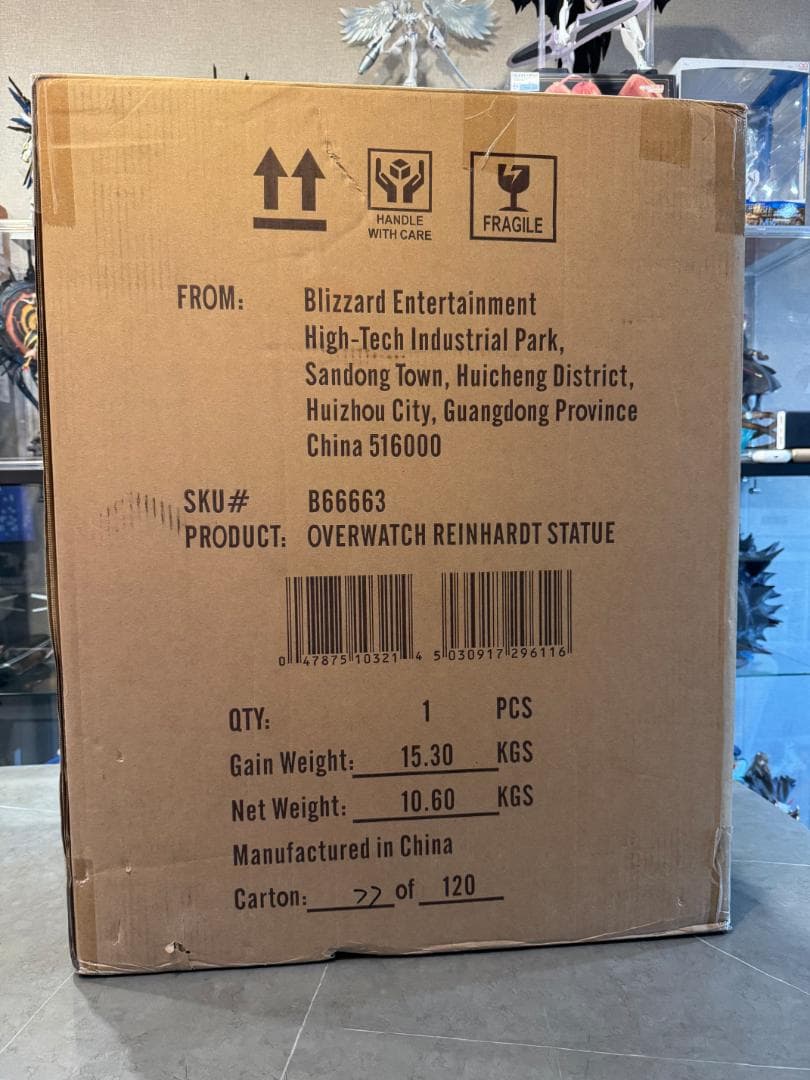 HANDLE
WITH CARE
FRAGILE
FROM: Blizzard Entertainment
High-Tech Industrial Park,
Sandong Town, Huicheng District,
Huizhou City, Guangdong Province
China 516000
SKU# B66663
PRODUCT: OVERWATCH REINHARDT STATUE
0 47875 10321 4 5 030917 296116
QTY: 1 PCS
Gain Weight: 15.30 KGS
Net Weight: 10.60 KGS
Manufactured in China
Carton: 77 of 120